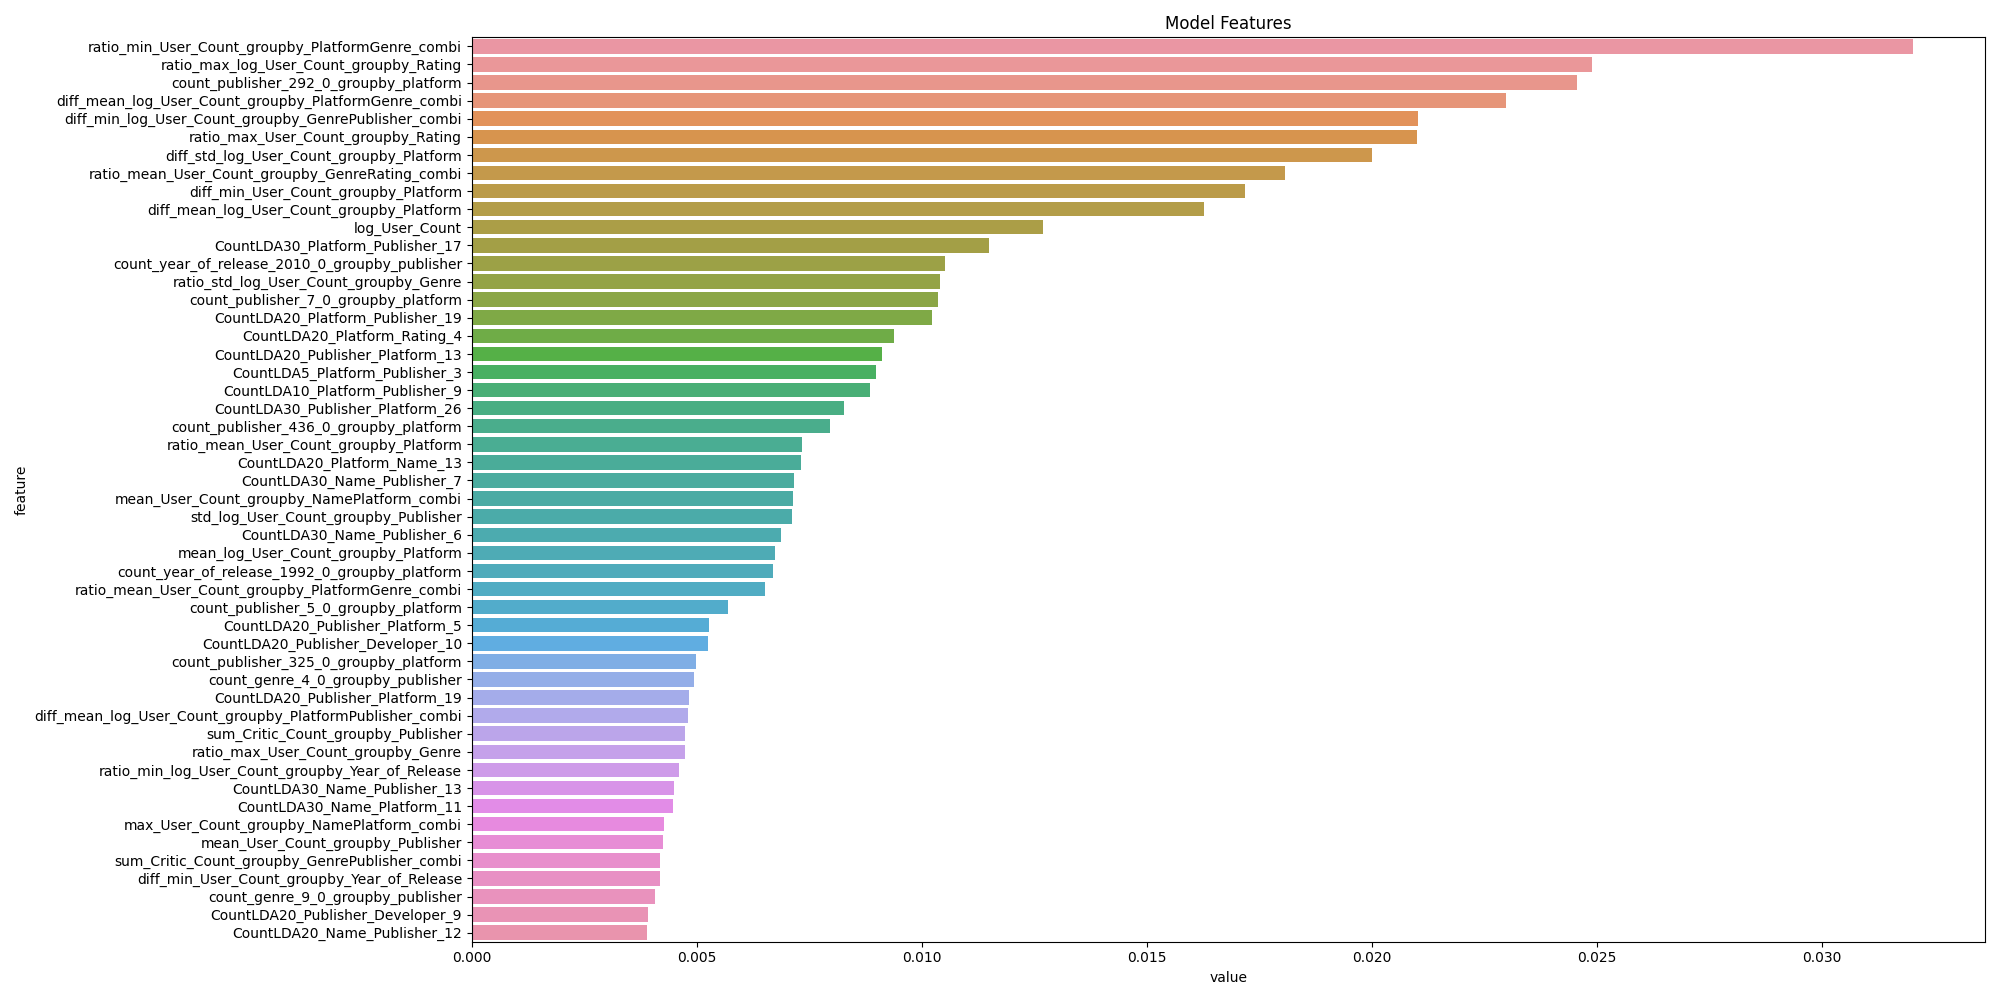 Model Features
feature
ratio_min_User_Count_groupby_PlatformGenre_combi
ratio_max_log_User_Count_groupby_Rating
count_publisher_292_0_groupby_platform
diff_mean_log_User_Count_groupby_PlatformGenre_combi
diff_min_log_User_Count_groupby_GenrePublisher_combi
ratio_max_User_Count_groupby_Rating
diff_std_log_User_Count_groupby_Platform
ratio_mean_User_Count_groupby_GenreRating_combi
diff_min_User_Count_groupby_Platform
diff_mean_log_User_Count_groupby_Platform
log_User_Count
CountLDA30_Platform_Publisher_17
count_year_of_release_2010_0_groupby_publisher
ratio_std_log_User_Count_groupby_Genre
count_publisher_7_0_groupby_platform
CountLDA20_Platform_Publisher_19
CountLDA20_Platform_Rating_4
CountLDA20_Publisher_Platform_13
CountLDA5_Platform_Publisher_3
CountLDA10_Platform_Publisher_9
CountLDA30_Publisher_Platform_26
count_publisher_436_0_groupby_platform
ratio_mean_User_Count_groupby_Platform
CountLDA20_Platform_Name_13
CountLDA30_Name_Publisher_7
mean_User_Count_groupby_NamePlatform_combi
std_log_User_Count_groupby_Publisher
CountLDA30_Name_Publisher_6
mean_log_User_Count_groupby_Platform
count_year_of_release_1992_0_groupby_platform
ratio_mean_User_Count_groupby_PlatformGenre_combi
count_publisher_5_0_groupby_platform
CountLDA20_Publisher_Platform_5
CountLDA20_Publisher_Developer_10
count_publisher_325_0_groupby_platform
count_genre_4_0_groupby_publisher
CountLDA20_Publisher_Platform_19
diff_mean_log_User_Count_groupby_PlatformPublisher_combi
sum_Critic_Count_groupby_Publisher
ratio_max_User_Count_groupby_Genre
ratio_min_log_User_Count_groupby_Year_of_Release
CountLDA30_Name_Publisher_13
CountLDA30_Name_Platform_11
max_User_Count_groupby_NamePlatform_combi
mean_User_Count_groupby_Publisher
sum_Critic_Count_groupby_GenrePublisher_combi
diff_min_User_Count_groupby_Year_of_Release
count_genre_9_0_groupby_publisher
CountLDA20_Publisher_Developer_9
CountLDA20_Name_Publisher_12
0.000 0.005 0.010 0.015 0.020 0.025 0.030
value